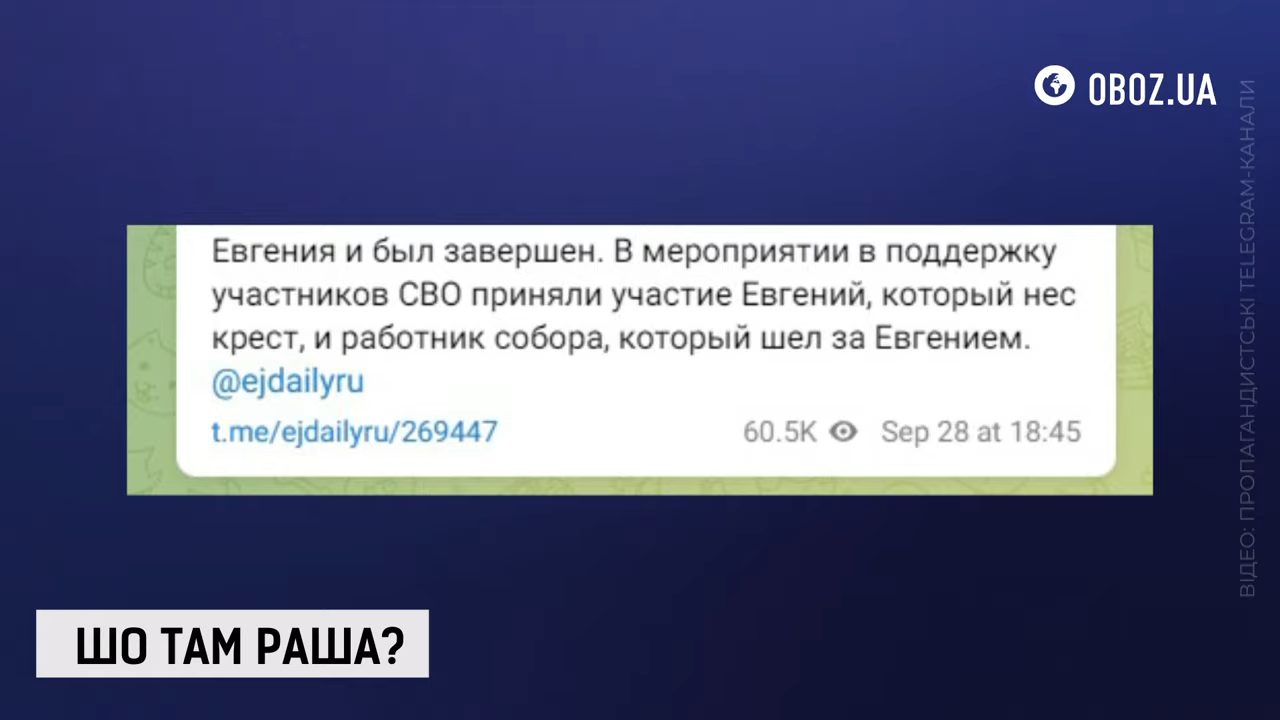 OBOZ.UA
Евгения и был завершен. В мероприятии в поддержку
участников СВО приняли участие Евгений, который нес
крест, и работник собора, который шел за Евгением.
@ejdailyru
t.me/ejdailyru/269447 60.5K Sep 28 at 18:45
ШО ТАМ РАША?
ВІДЕО: ПРОПАГАНДИСТСЬКІ TELEGRAM-КАНАЛИ